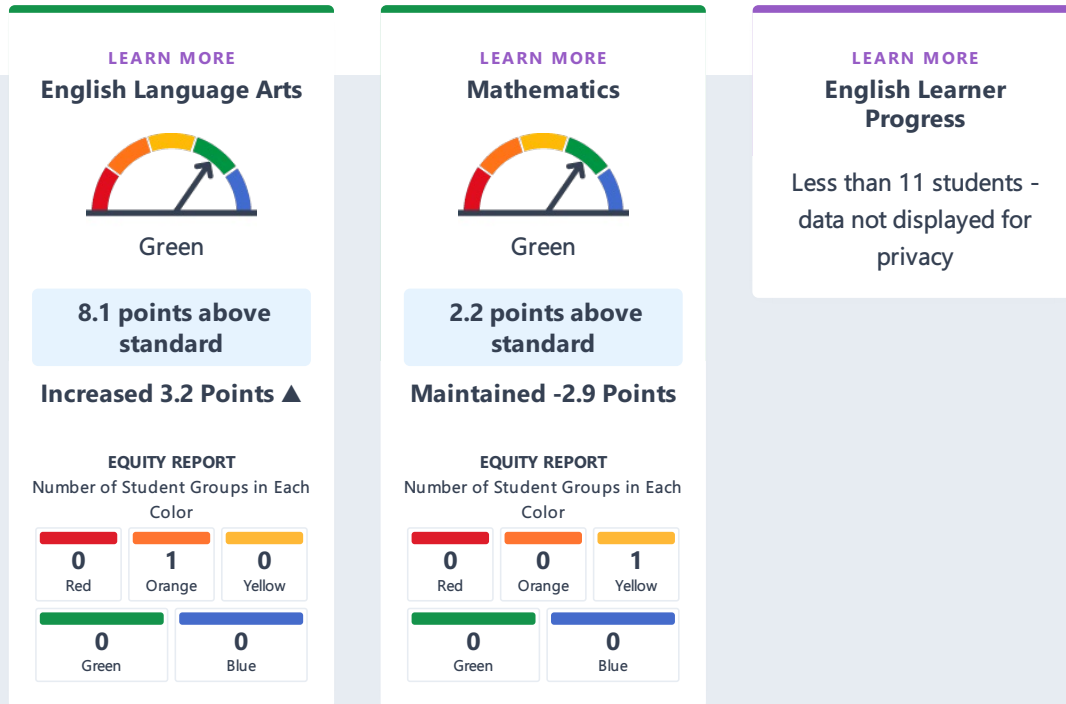 LEARN MORE
English Language Arts
Green
8.1 points above
standard
Increased 3.2 Points ▲
EQUITY REPORT
Number of Student Groups in Each
Color
0
Red
1
Orange
0
Yellow
0
Green
0
Blue
LEARN MORE
Mathematics
Green
2.2 points above
standard
Maintained -2.9 Points
EQUITY REPORT
Number of Student Groups in Each
Color
0
Red
0
Orange
1
Yellow
0
Green
0
Blue
LEARN MORE
English Learner
Progress
Less than 11 students -
data not displayed for
privacy